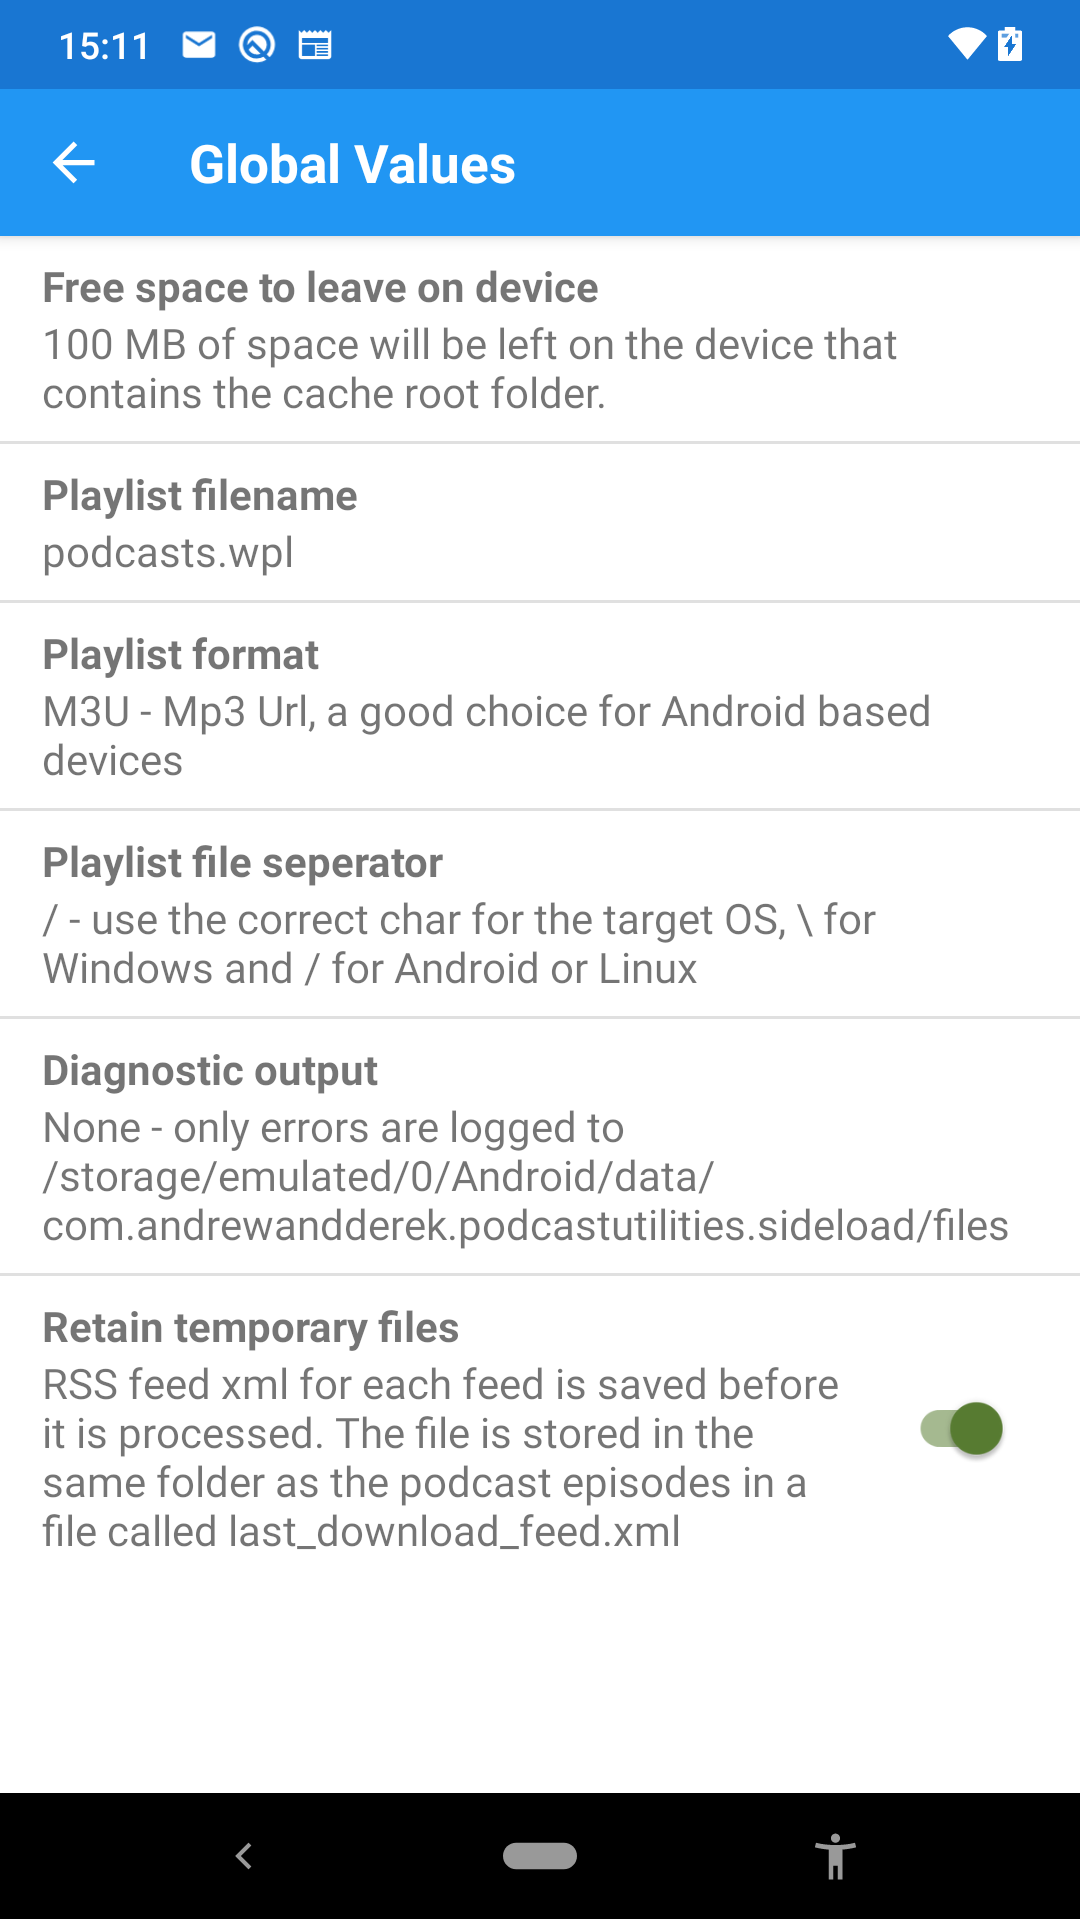 15:11
Global Values
Free space to leave on device
100 MB of space will be left on the device that
contains the cache root folder.
Playlist filename
podcasts.wpl
Playlist format
M3U - Mp3 Url, a good choice for Android based
devices
Playlist file seperator
/ - use the correct char for the target OS, \ for
Windows and / for Android or Linux
Diagnostic output
None - only errors are logged to
/storage/emulated/0/Android/data/
com.andrewandderek.podcastutilities.sideload/files
Retain temporary files
RSS feed xml for each feed is saved before
it is processed. The file is stored in the
same folder as the podcast episodes in a
file called last_download_feed.xml